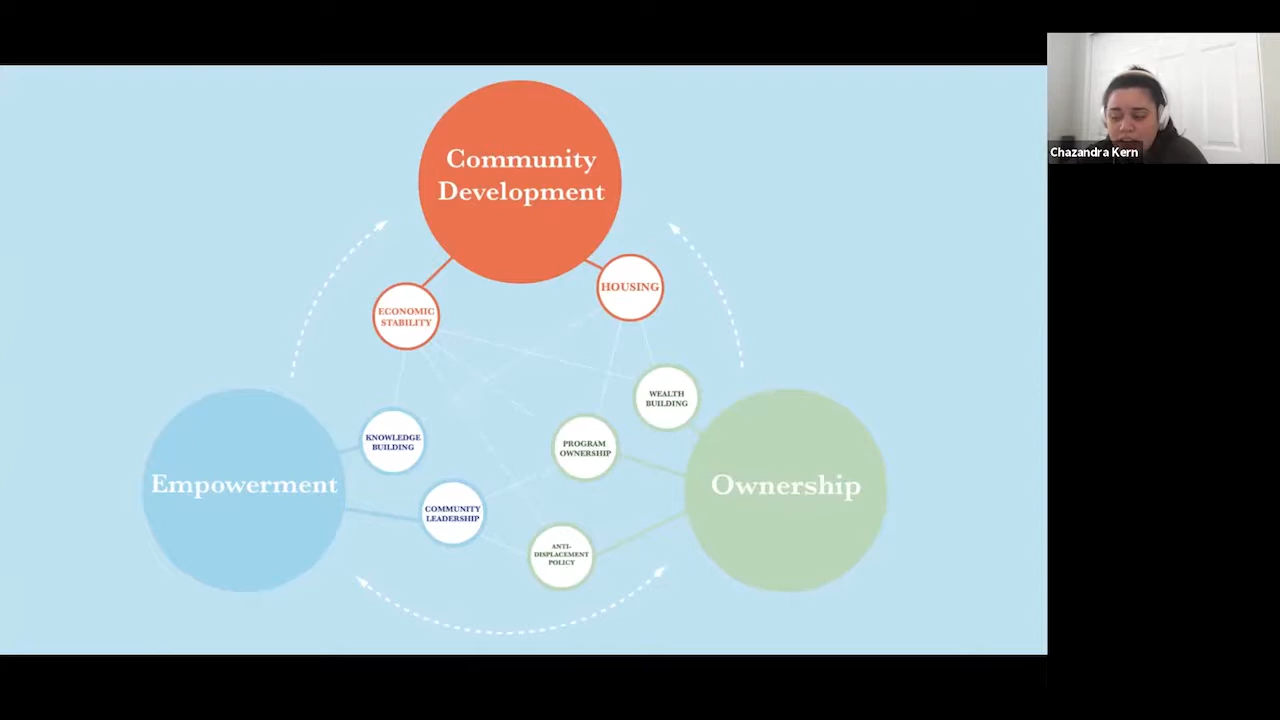 Community
Development
Chazandra Kern
HOUSING
ECONOMIC
STABILITY
WEALTH
BUILDING
KNOWLEDGE
BUILDING
PROGRAM
OWNERSHIP
Empowerment
Ownership
COMMUNITY
LEADERSHIP
ANTI-
DISPLACEMENT
POLICY